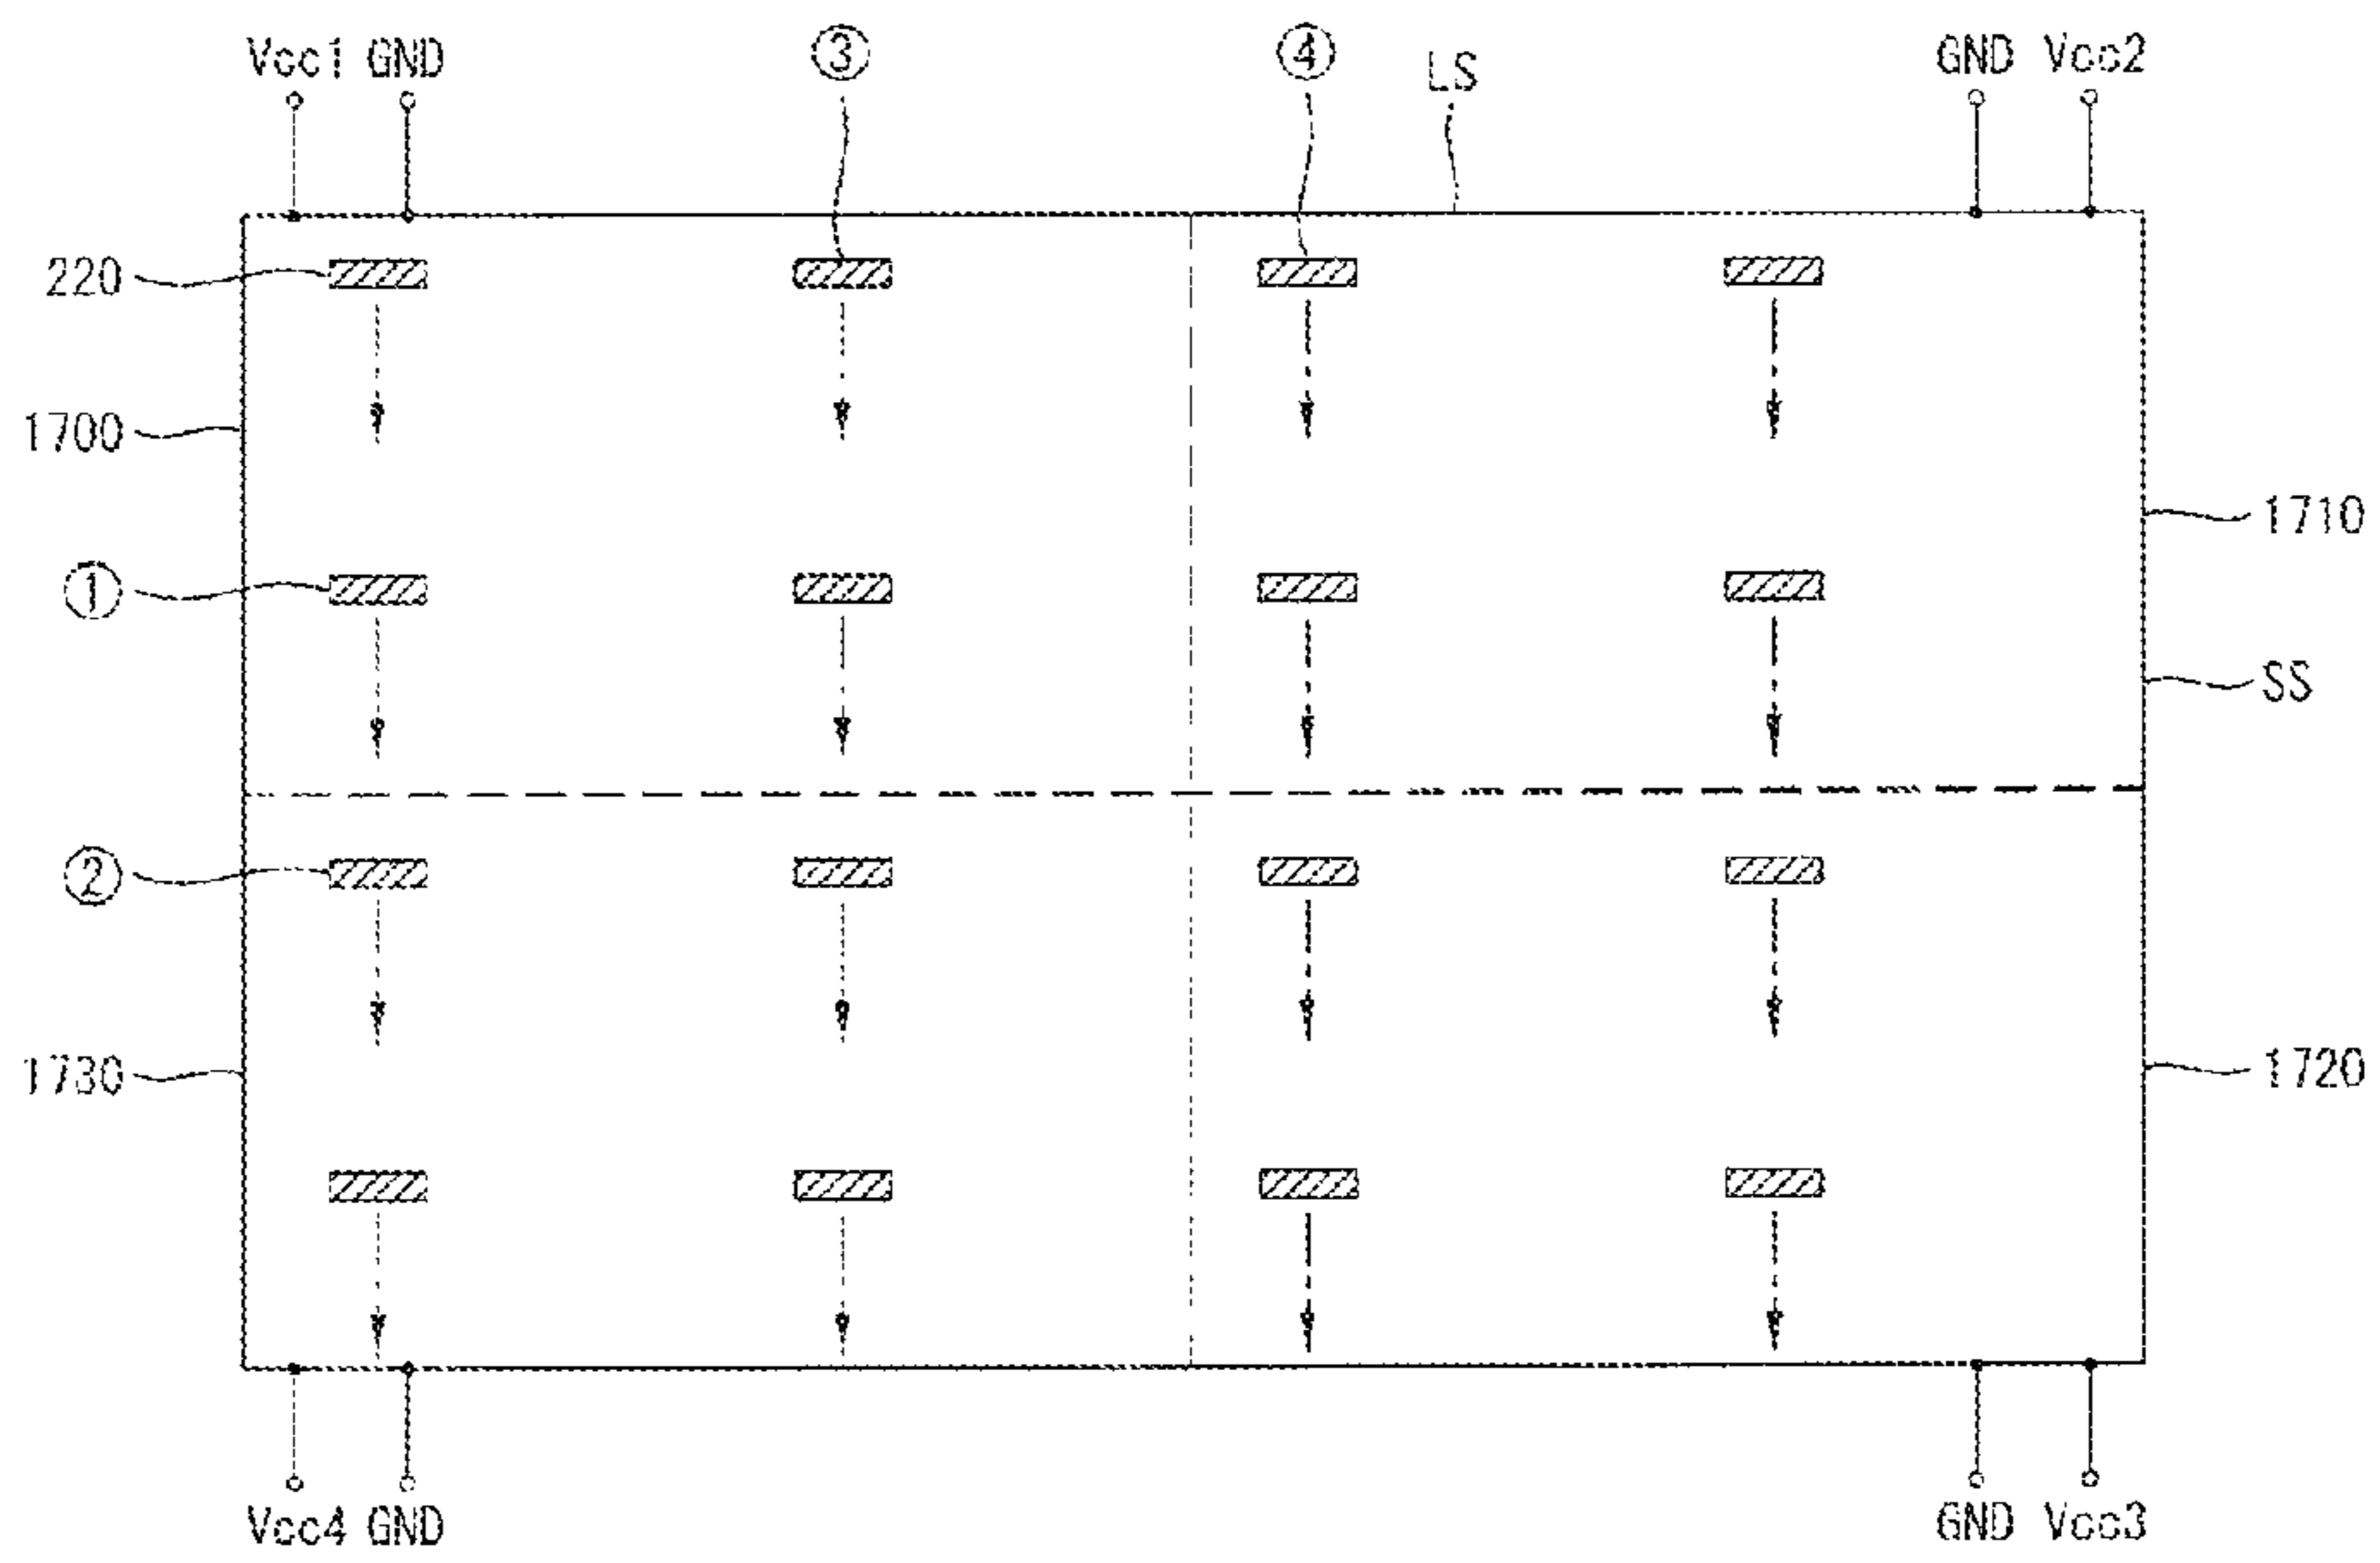 Vcc1 GND ③ ④ LS GND Vcc2
220
1700
1710
①
SS
②
1730
1720
Vcc4 GND GND Vcc3